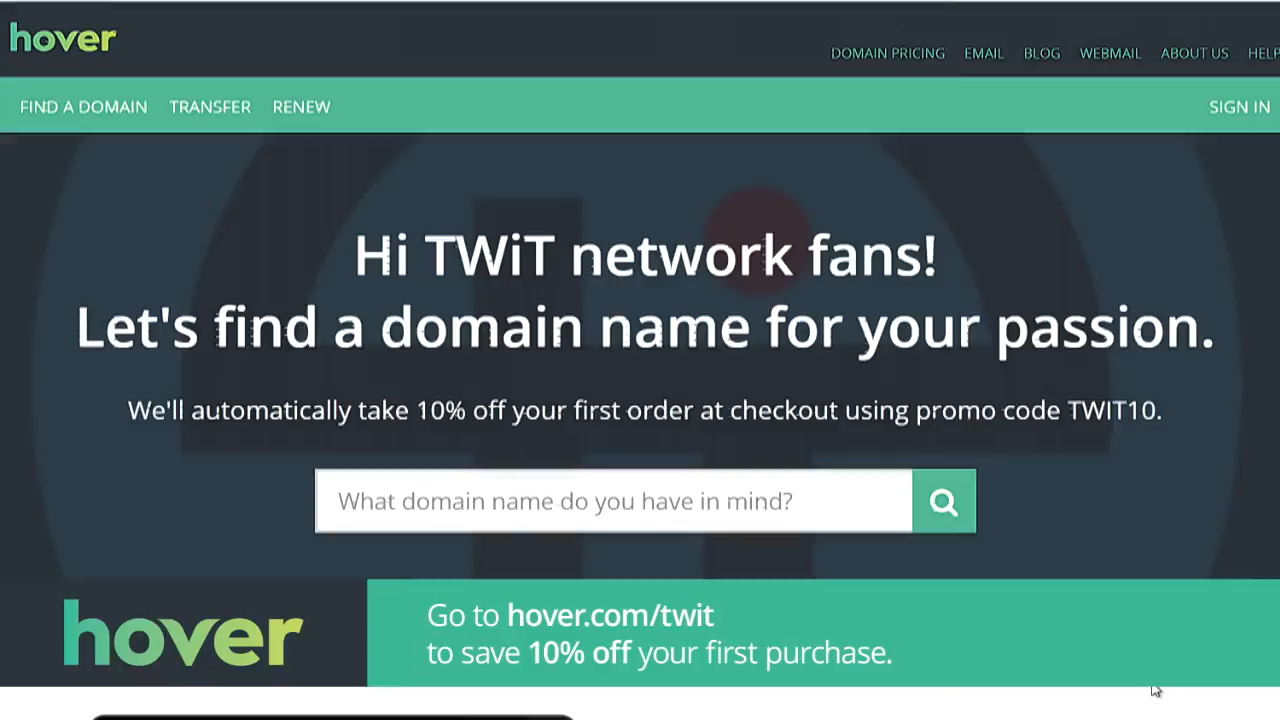 hover
DOMAIN PRICING EMAIL BLOG WEBMAIL ABOUT US HELP
FIND A DOMAIN TRANSFER RENEW SIGN IN
Hi TWiT network fans!
Let's find a domain name for your passion.
We'll automatically take 10% off your first order at checkout using promo code TWIT10.
What domain name do you have in mind?
hover
Go to hover.com/twit
to save 10% off your first purchase.